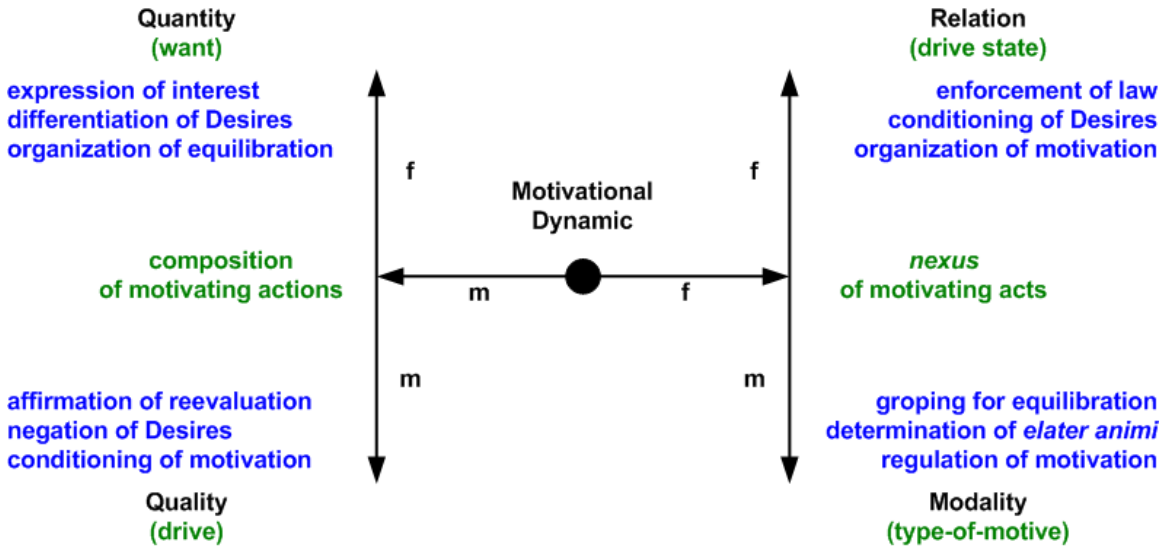 Quantity
(want)
expression of interest
differentiation of Desires
organization of equilibration
Relation
(drive state)
enforcement of law
conditioning of Desires
organization of motivation
f
f
Motivational
Dynamic
composition
of motivating actions
m
f
nexus
of motivating acts
m
m
affirmation of reevaluation
negation of Desires
conditioning of motivation
Quality
(drive)
groping for equilibration
determination of elater animi
regulation of motivation
Modality
(type-of-motive)